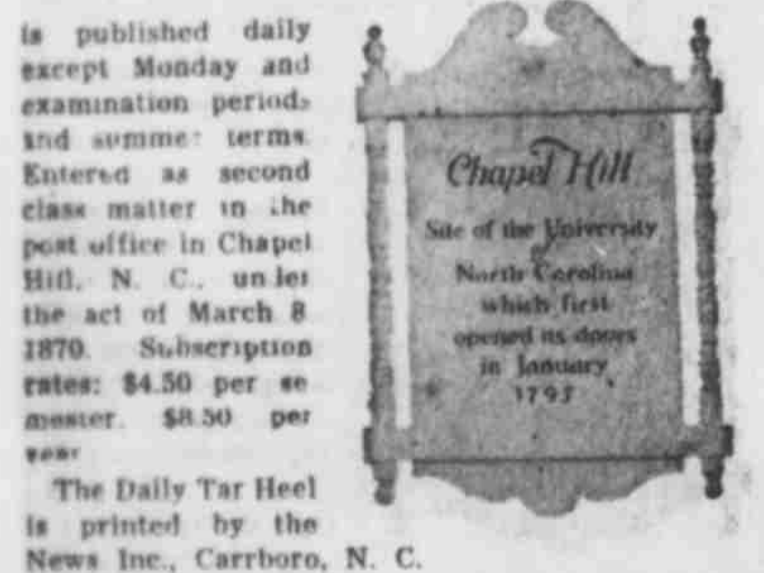 is published daily
except Monday and
examination periods
and summer terms.
Entered as second
class matter in the
post office in Chapel
Hill, N. C., under
the act of March 8
1870. Subscription
rates: $4.50 per se
mester. $8.50 per
year
The Daily Tar Heel
is printed by the
News Inc., Carrboro, N. C.
Chapel Hill
Site of the University
of
North Carolina
which first
opened its doors
in January
1795